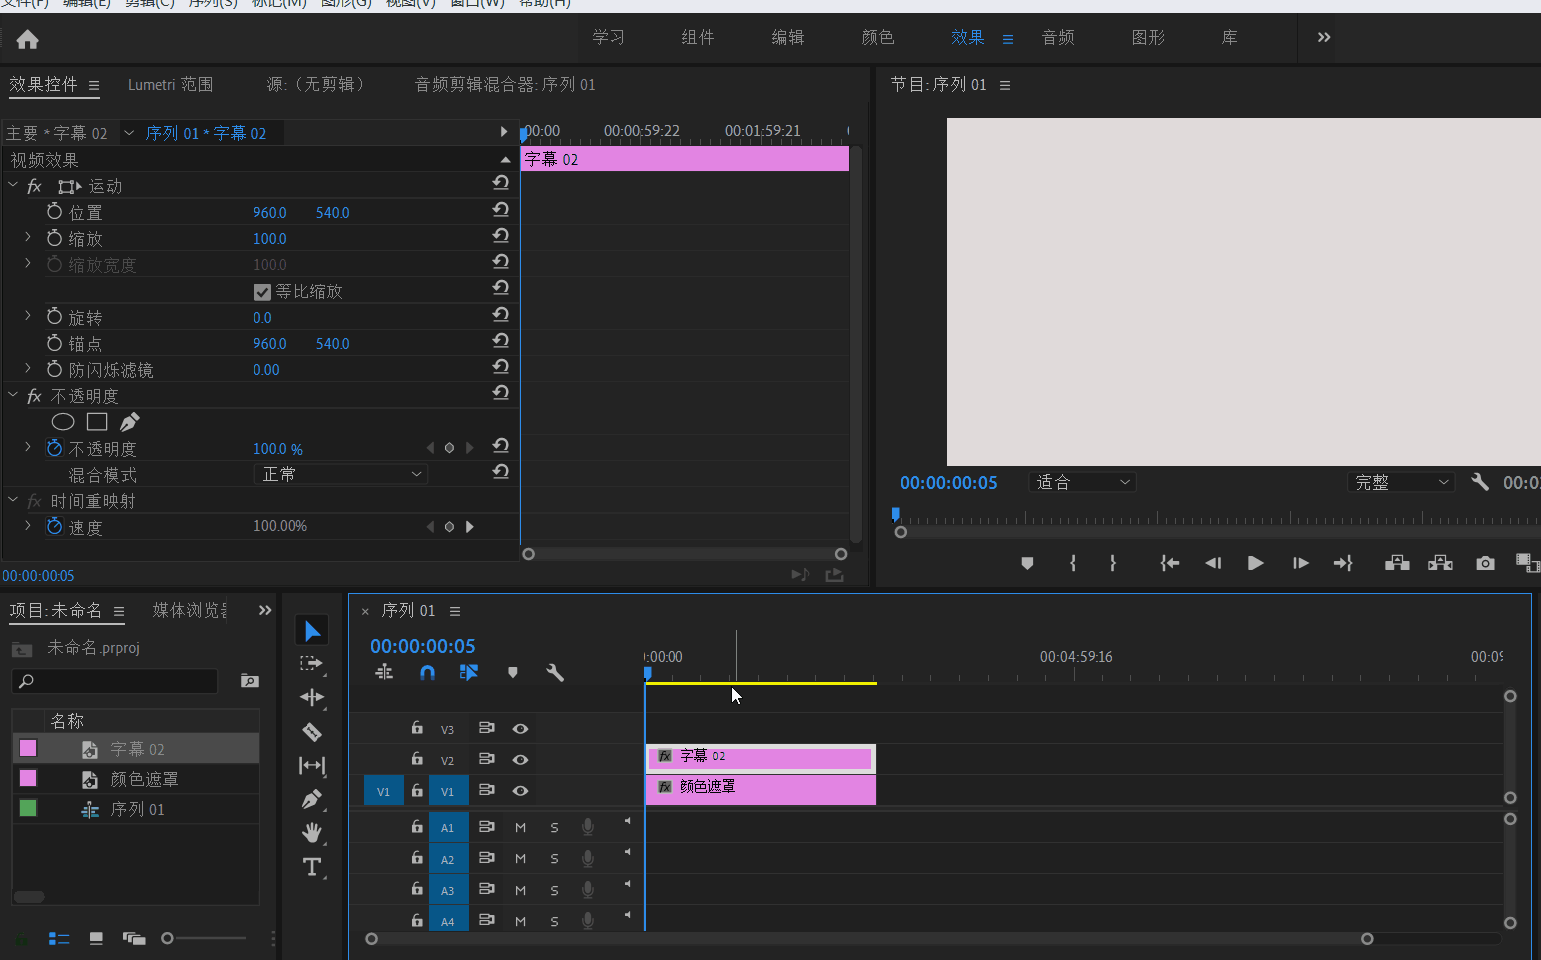 文件(F) 编辑(E) 剪辑(C) 序列(S) 标记(M) 图形(G) 视图(V) 窗口(W) 帮助(H)
学习 组件 编辑 颜色 效果 音频 图形 库
效果控件 Lumetri 范围 源:（无剪辑） 音频剪辑混合器: 序列 01
节目: 序列 01
主要 * 字幕 02 序列 01 * 字幕 02
:00:00 00:00:59:22 00:01:59:21
视频效果
字幕 02
运动
位置 960.0 540.0
缩放 100.0
缩放宽度 100.0
等比缩放
旋转 0.0
锚点 960.0 540.0
防闪烁滤镜 0.00
不透明度
不透明度 100.0 %
混合模式 正常
时间重映射
速度 100.00%
00:00:00:05
00:00:00:05 适合 完整 00:0
项目: 未命名 媒体浏览器
未命名.prproj
名称
字幕 02
颜色遮罩
序列 01
× 序列 01
00:00:00:05
:00:00 00:04:59:16 00:09
V3
V2 字幕 02
V1 V1 颜色遮罩
A1 M S
A2 M S
A3 M S
A4 M S